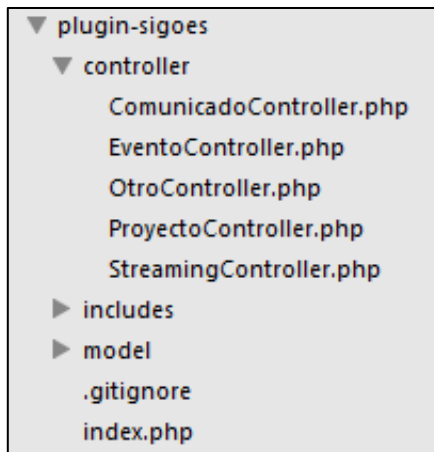 plugin-sigoes
controller
ComunicadoController.php
EventoController.php
OtroController.php
ProyectoController.php
StreamingController.php
includes
model
.gitignore
index.php